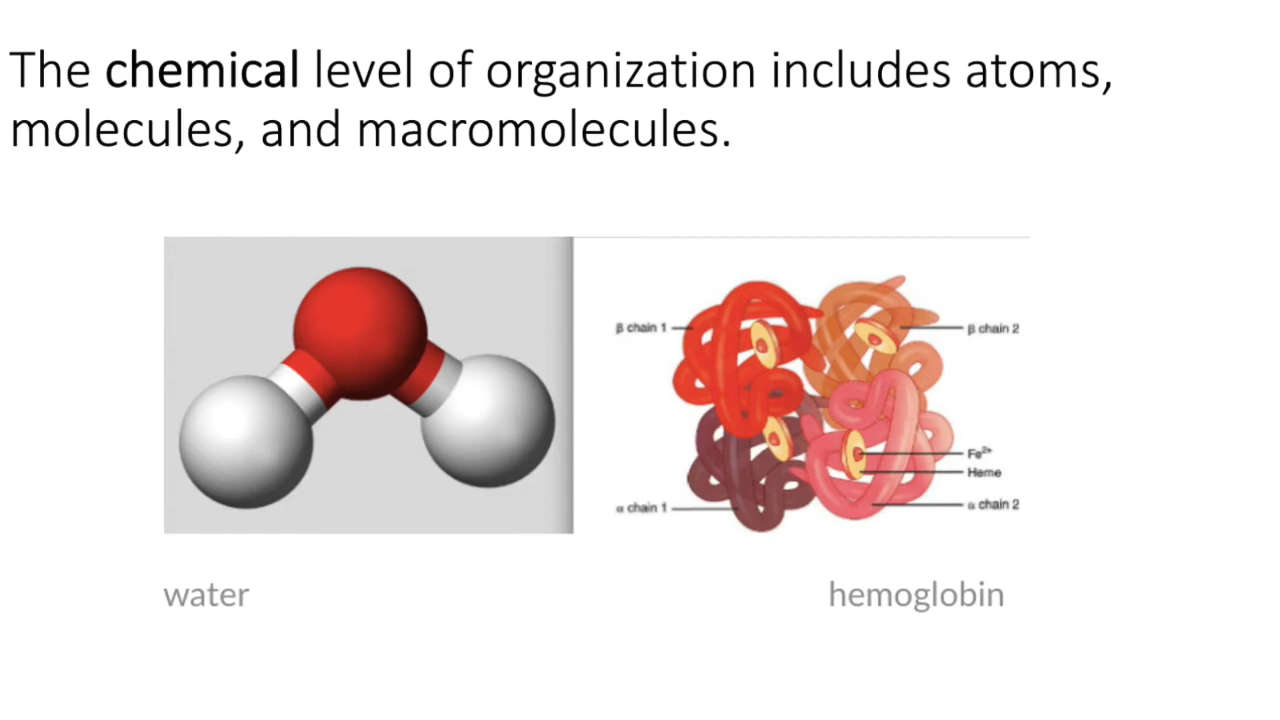 The chemical level of organization includes atoms,
molecules, and macromolecules.
β chain 1
β chain 2
Fe²⁺
Heme
α chain 1
α chain 2
water
hemoglobin